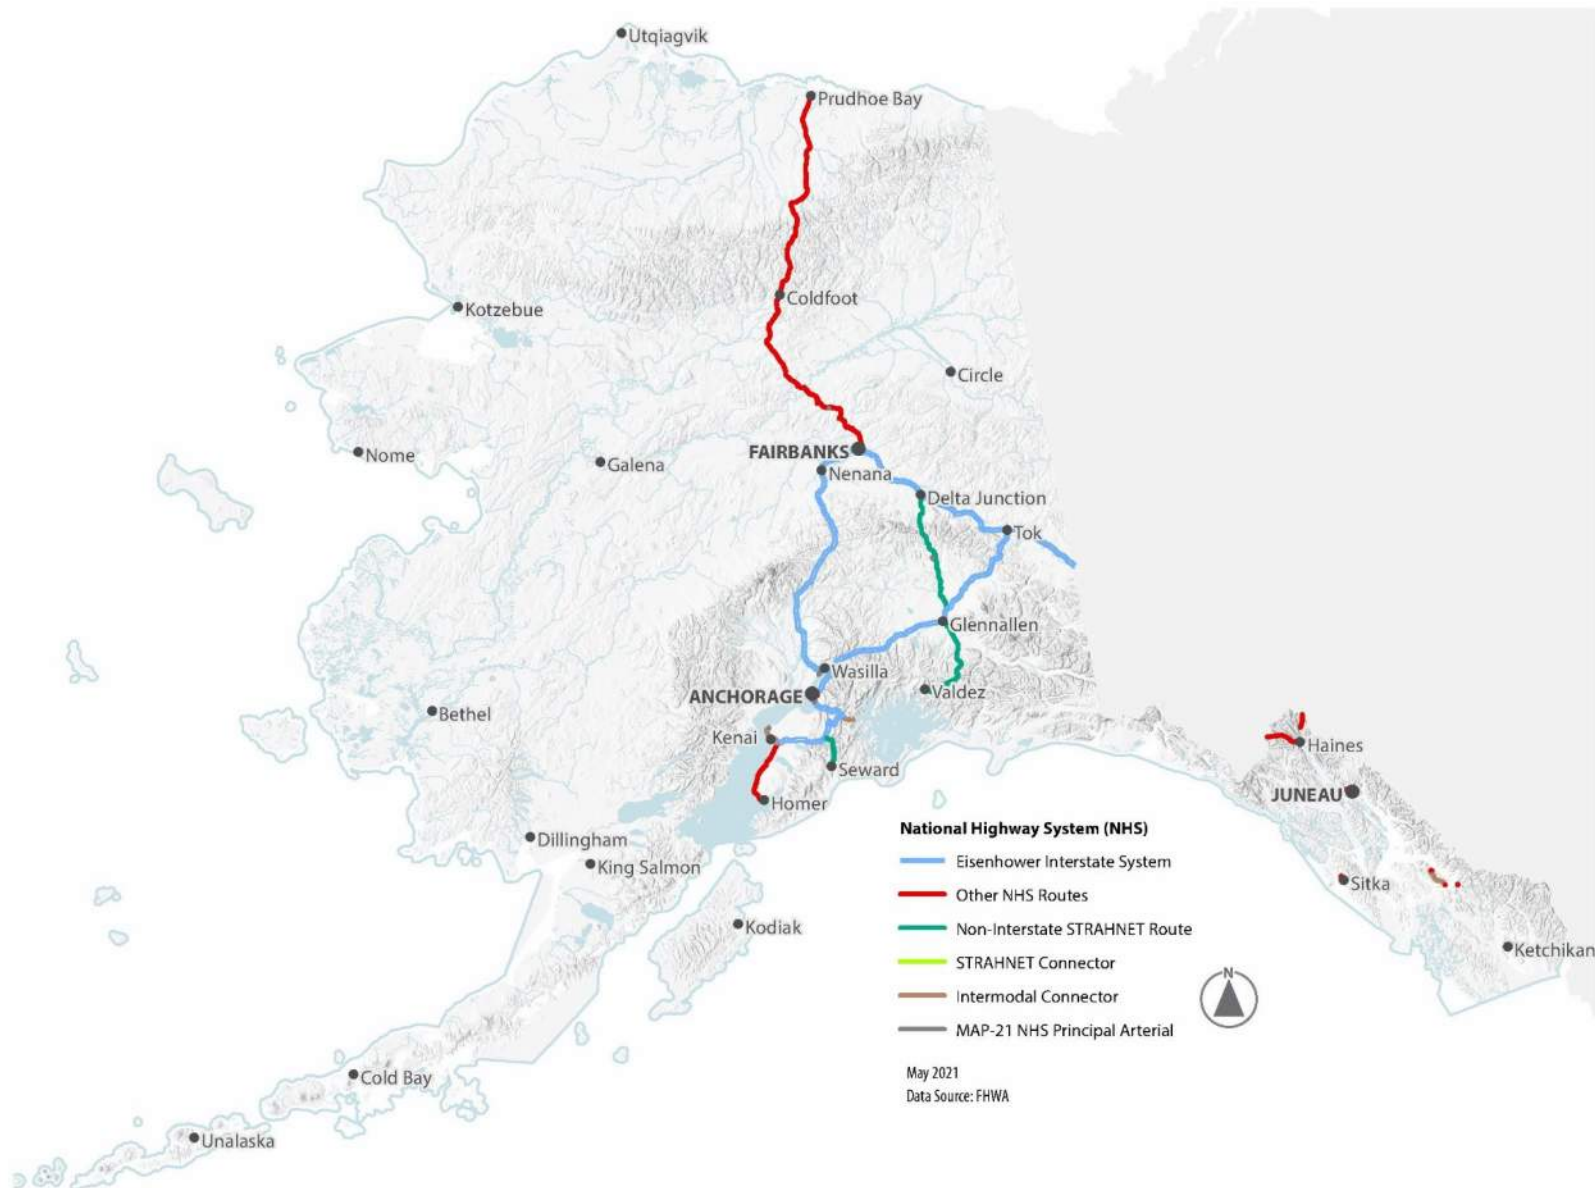 Utqiagvik
Prudhoe Bay
Coldfoot
Kotzebue
Circle
Nome
FAIRBANKS
Galena
Nenana
Delta Junction
Tok
Glennallen
Wasilla
ANCHORAGE
Valdez
Bethel
Kenai
Haines
Seward
JUNEAU
Homer
Dillingham
King Salmon
Sitka
Kodiak
Ketchikan
Cold Bay
Unalaska
National Highway System (NHS)
Eisenhower Interstate System
Other NHS Routes
Non-Interstate STRAHNET Route
STRAHNET Connector
Intermodal Connector
MAP-21 NHS Principal Arterial
N
May 2021
Data Source: FHWA